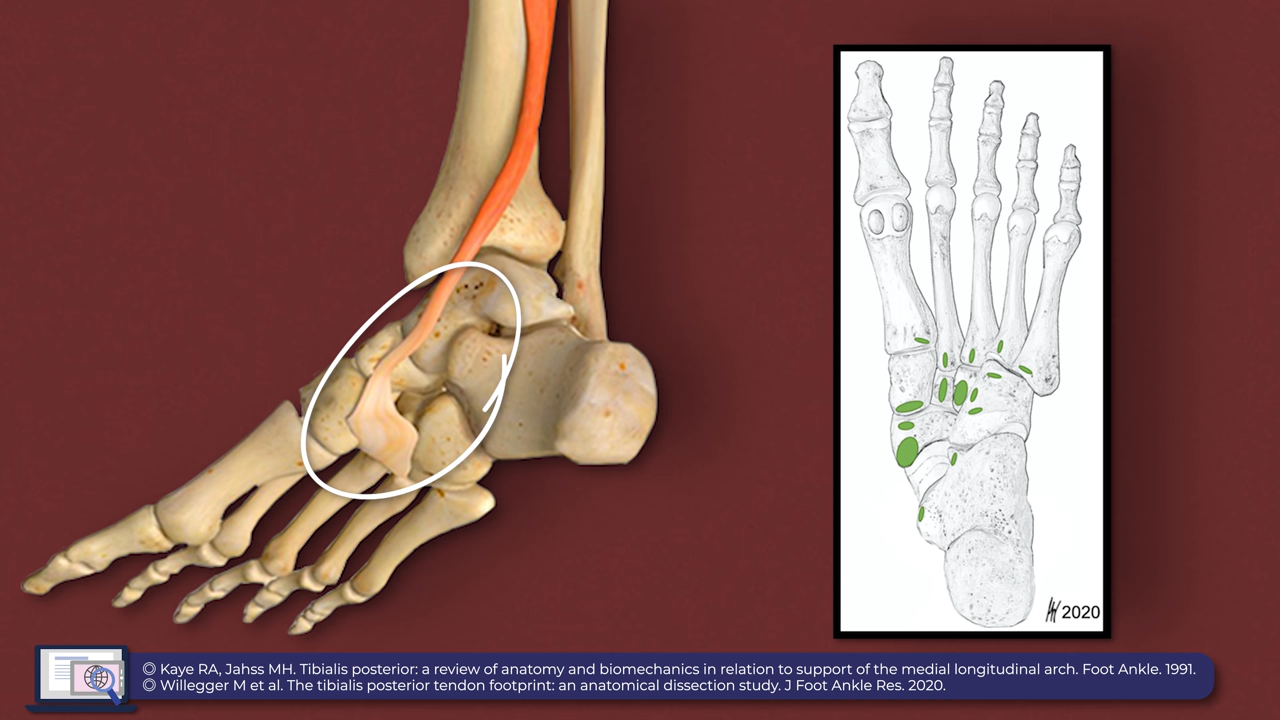 2020
◎ Kaye RA, Jahss MH. Tibialis posterior: a review of anatomy and biomechanics in relation to support of the medial longitudinal arch. Foot Ankle. 1991.
◎ Willegger M et al. The tibialis posterior tendon footprint: an anatomical dissection study. J Foot Ankle Res. 2020.